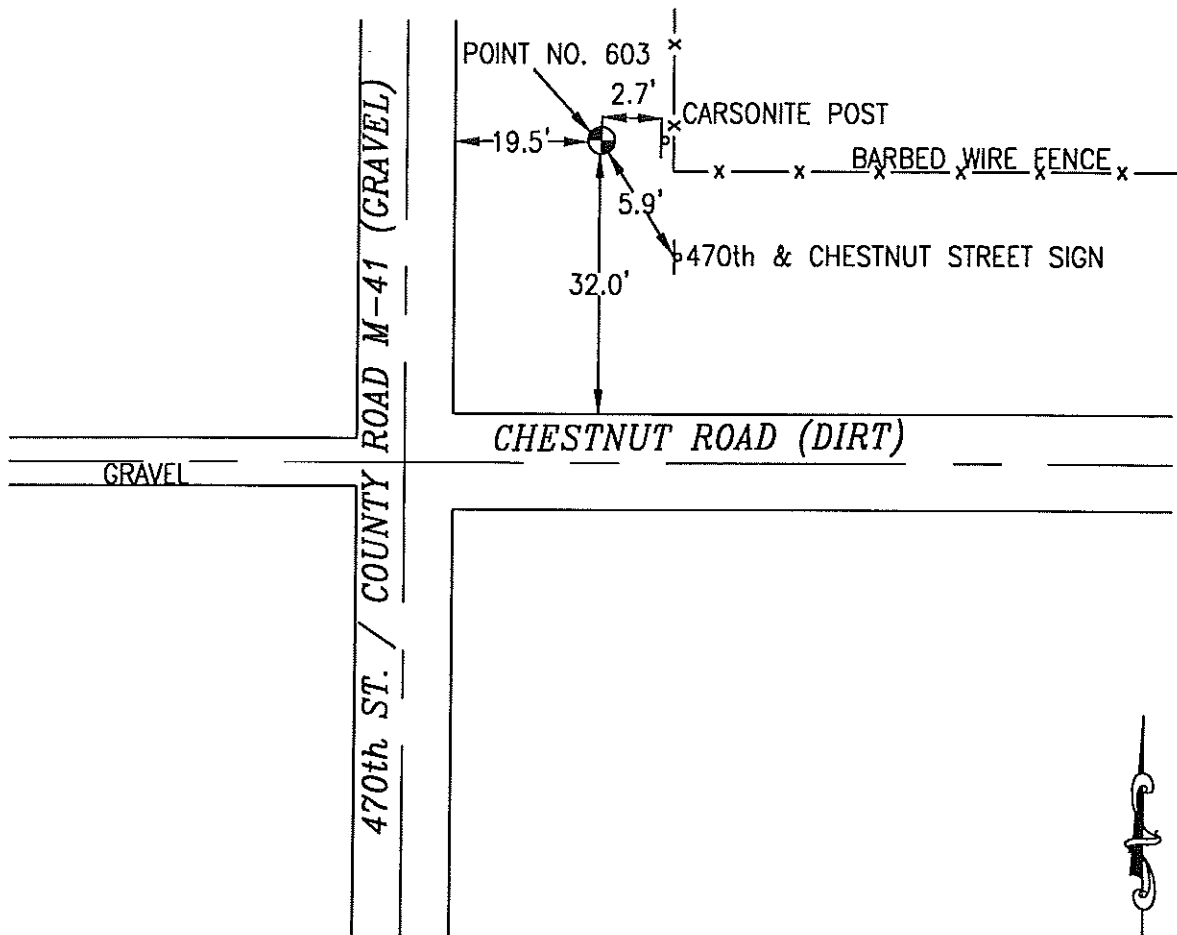 POINT NO. 603
2.7'
CARSONITE POST
19.5'
BARBED WIRE FENCE
5.9'
470th & CHESTNUT STREET SIGN
32.0'
470th ST. / COUNTY ROAD M-41 (GRAVEL)
CHESTNUT ROAD (DIRT)
GRAVEL